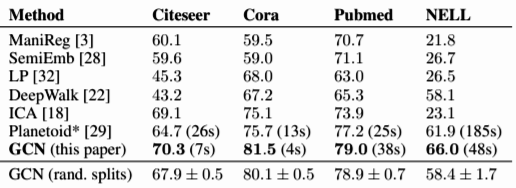 Method Citeseer Cora Pubmed NELL
ManiReg [3] 60.1 59.5 70.7 21.8
SemiEmb [28] 59.6 59.0 71.1 26.7
LP [32] 45.3 68.0 63.0 26.5
DeepWalk [22] 43.2 67.2 65.3 58.1
ICA [18] 69.1 75.1 73.9 23.1
Planetoid* [29] 64.7 (26s) 75.7 (13s) 77.2 (25s) 61.9 (185s)
GCN (this paper) 70.3 (7s) 81.5 (4s) 79.0 (38s) 66.0 (48s)
GCN (rand. splits) 67.9 ± 0.5 80.1 ± 0.5 78.9 ± 0.7 58.4 ± 1.7